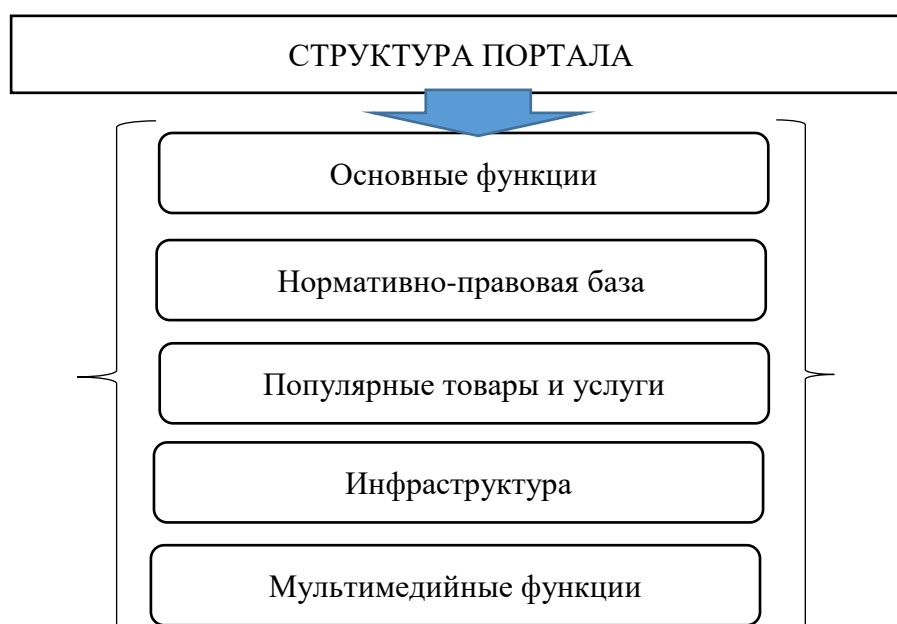 СТРУКТУРА ПОРТАЛА
Основные функции
Нормативно-правовая база
Популярные товары и услуги
Инфраструктура
Мультимедийные функции